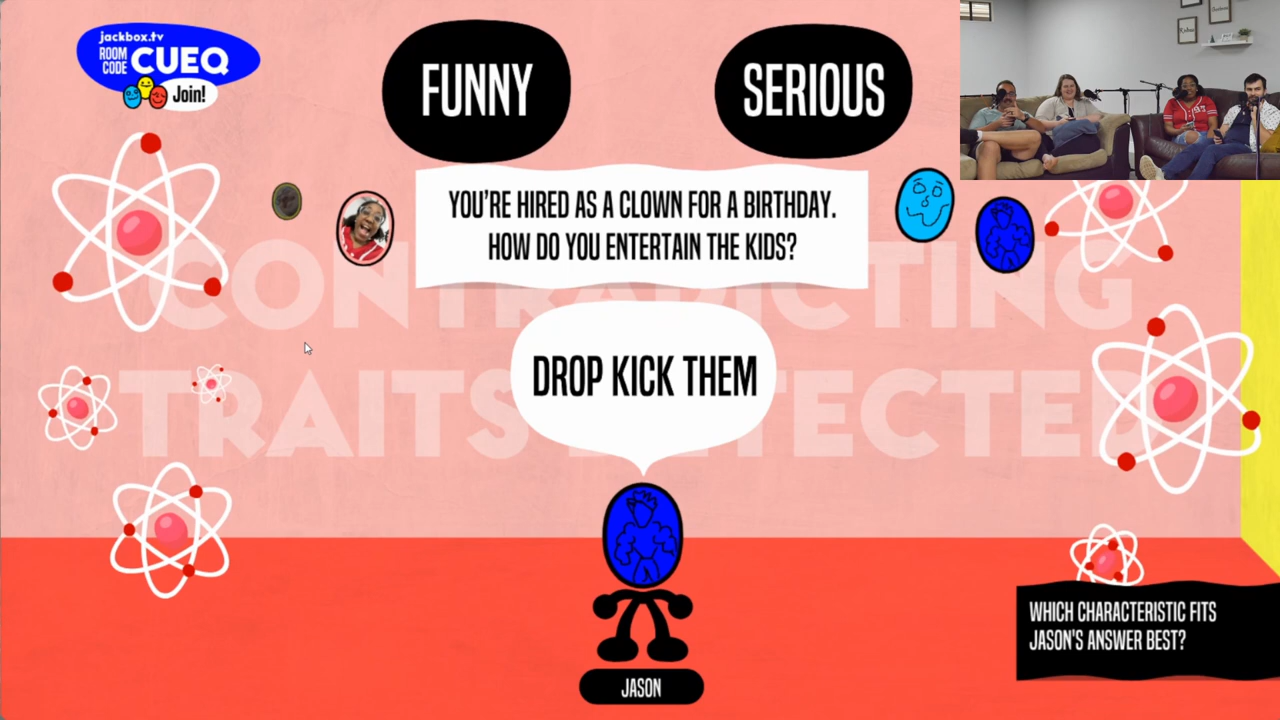 jackbox.tv
ROOM
CODE
CUEQ
Join!
FUNNY
SERIOUS
YOU'RE HIRED AS A CLOWN FOR A BIRTHDAY.
HOW DO YOU ENTERTAIN THE KIDS?
CONTRADICTING
TRAITS DETECTED
DROP KICK THEM
WHICH CHARACTERISTIC FITS
JASON'S ANSWER BEST?
JASON